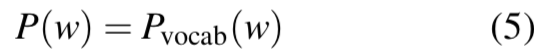 P(w) = P_vocab(w) (5)